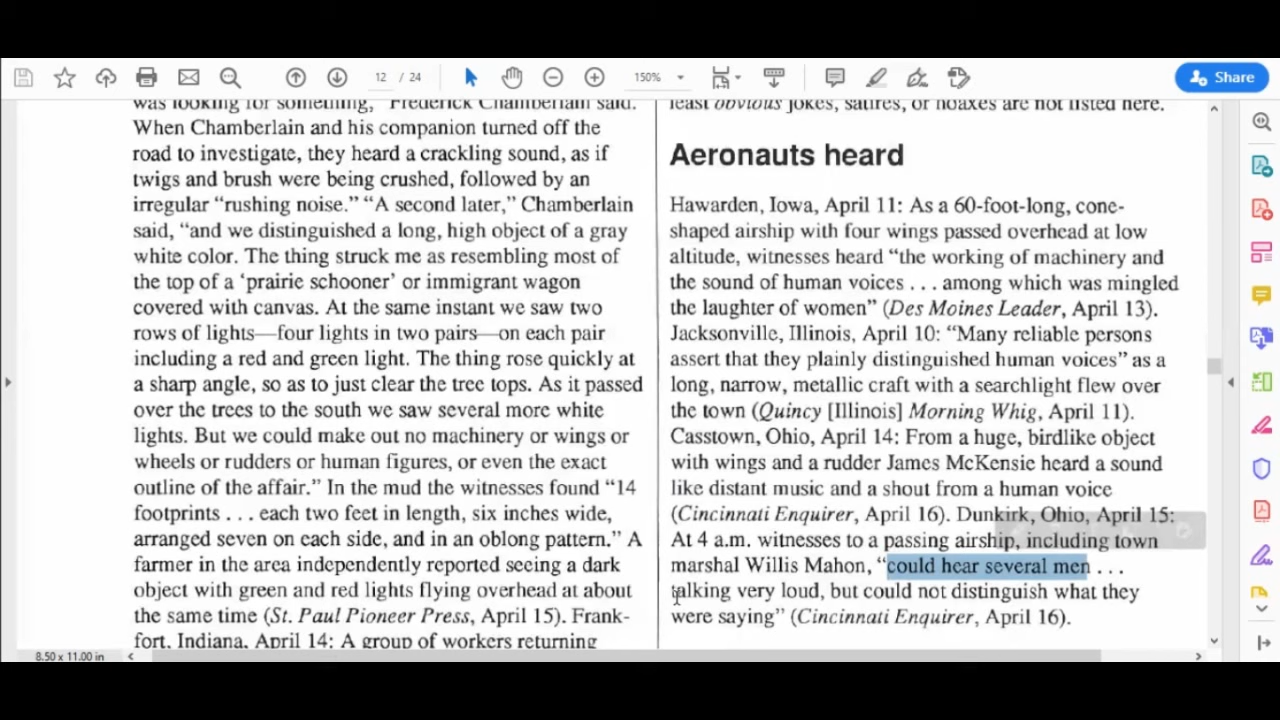 12 / 24
150%
Share
was looking for something," Frederick Chamberlain said.
When Chamberlain and his companion turned off the
road to investigate, they heard a crackling sound, as if
twigs and brush were being crushed, followed by an
irregular “rushing noise.” “A second later,” Chamberlain
said, “and we distinguished a long, high object of a gray
white color. The thing struck me as resembling most of
the top of a ‘prairie schooner’ or immigrant wagon
covered with canvas. At the same instant we saw two
rows of lights—four lights in two pairs—on each pair
including a red and green light. The thing rose quickly at
a sharp angle, so as to just clear the tree tops. As it passed
over the trees to the south we saw several more white
lights. But we could make out no machinery or wings or
wheels or rudders or human figures, or even the exact
outline of the affair.” In the mud the witnesses found “14
footprints . . . each two feet in length, six inches wide,
arranged seven on each side, and in an oblong pattern.” A
farmer in the area independently reported seeing a dark
object with green and red lights flying overhead at about
the same time (St. Paul Pioneer Press, April 15). Frank-
fort, Indiana, April 14: A group of workers returning
least obvious jokes, satires, or hoaxes are not listed here.
Aeronauts heard
Hawarden, Iowa, April 11: As a 60-foot-long, cone-
shaped airship with four wings passed overhead at low
altitude, witnesses heard “the working of machinery and
the sound of human voices . . . among which was mingled
the laughter of women” (Des Moines Leader, April 13).
Jacksonville, Illinois, April 10: “Many reliable persons
assert that they plainly distinguished human voices” as a
long, narrow, metallic craft with a searchlight flew over
the town (Quincy [Illinois] Morning Whig, April 11).
Casstown, Ohio, April 14: From a huge, birdlike object
with wings and a rudder James McKensie heard a sound
like distant music and a shout from a human voice
(Cincinnati Enquirer, April 16). Dunkirk, Ohio, April 15:
At 4 a.m. witnesses to a passing airship, including town
marshal Willis Mahon, “could hear several men . . .
talking very loud, but could not distinguish what they
were saying” (Cincinnati Enquirer, April 16).
8.50 x 11.00 in